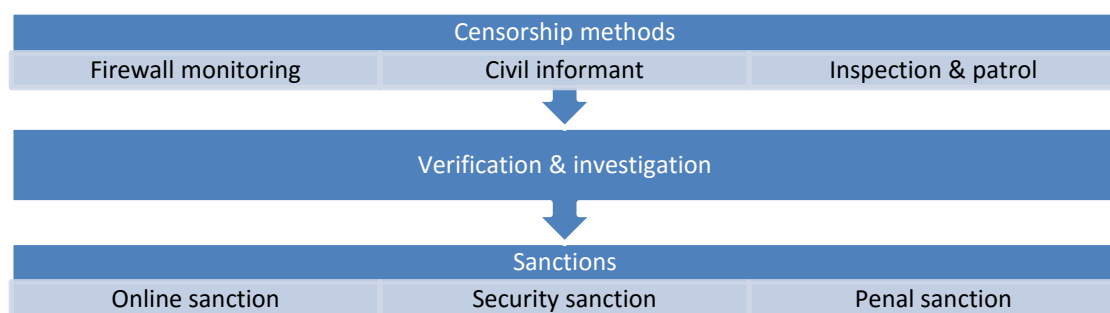 Censorship methods
Firewall monitoring Civil informant Inspection & patrol
Verification & investigation
Sanctions
Online sanction Security sanction Penal sanction